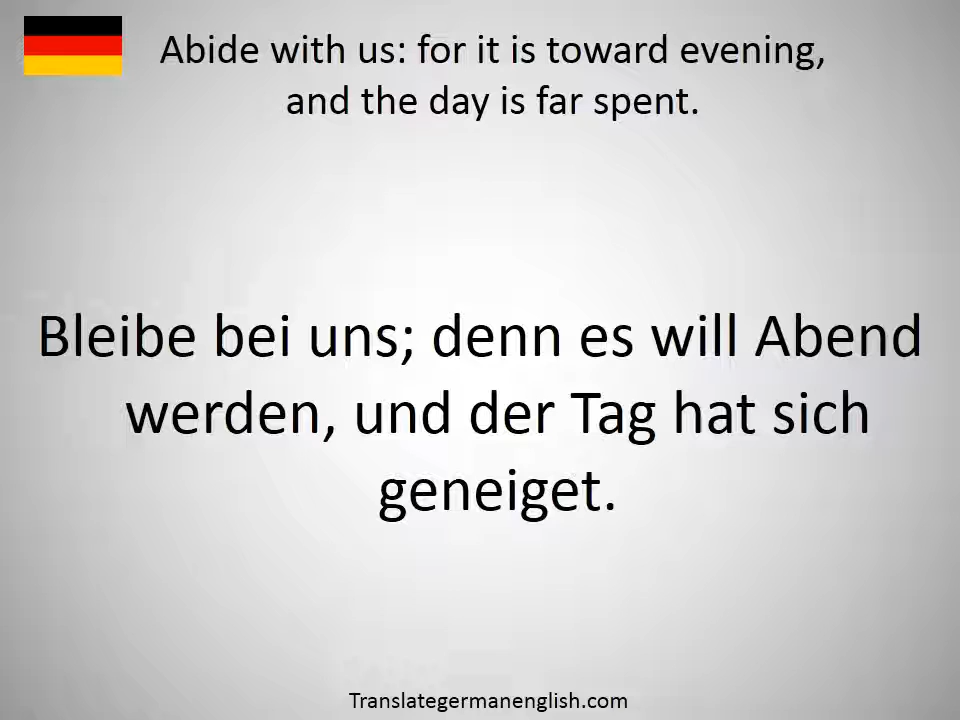 Abide with us: for it is toward evening,
and the day is far spent.
Bleibe bei uns; denn es will Abend
werden, und der Tag hat sich
geneiget.
Translategermanenglish.com